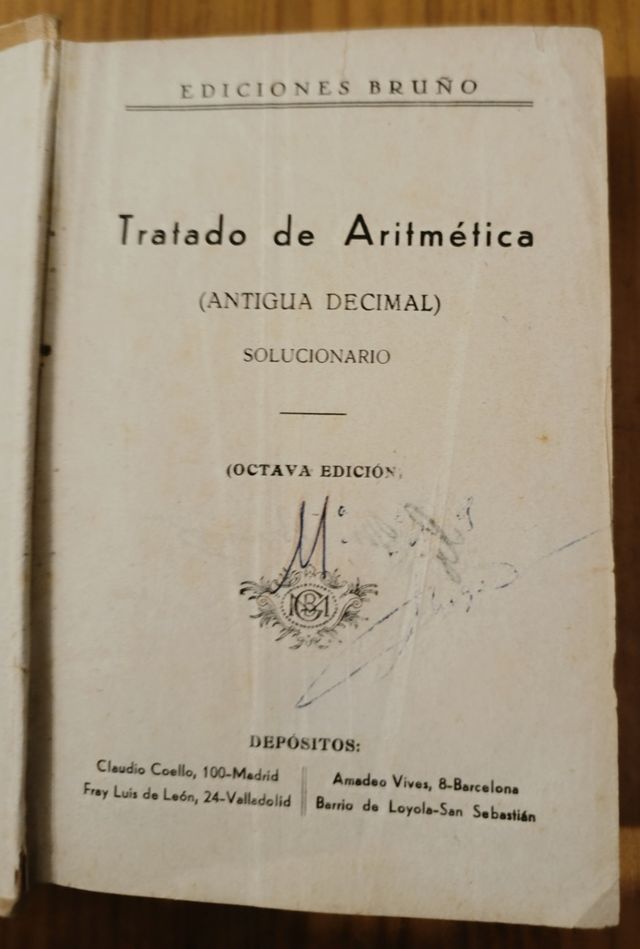 EDICIONES BRUÑO
Tratado de Aritmética
(ANTIGUA DECIMAL)
SOLUCIONARIO
(OCTAVA EDICIÓN)
Mª
DEPÓSITOS:
Claudio Coello, 100-Madrid
Fray Luis de León, 24-Valladolid
Amadeo Vives, 8-Barcelona
Barrio de Loyola-San Sebastián